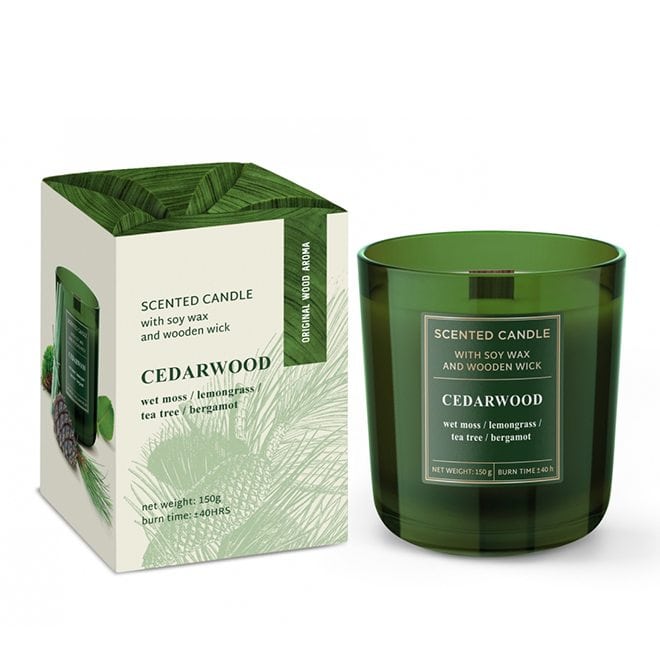 ORIGINAL WOOD AROMA
SCENTED CANDLE
with soy wax
and wooden wick
CEDARWOOD
wet moss / lemongrass /
tea tree / bergamot
net weight: 150g
burn time: ±40HRS
CEDARWOOD
SCENTED CANDLE
WITH SOY WAX
AND WOODEN WICK
CEDARWOOD
wet moss / lemongrass /
tea tree / bergamot
NET WEIGHT: 150 g
BURN TIME ±40 h